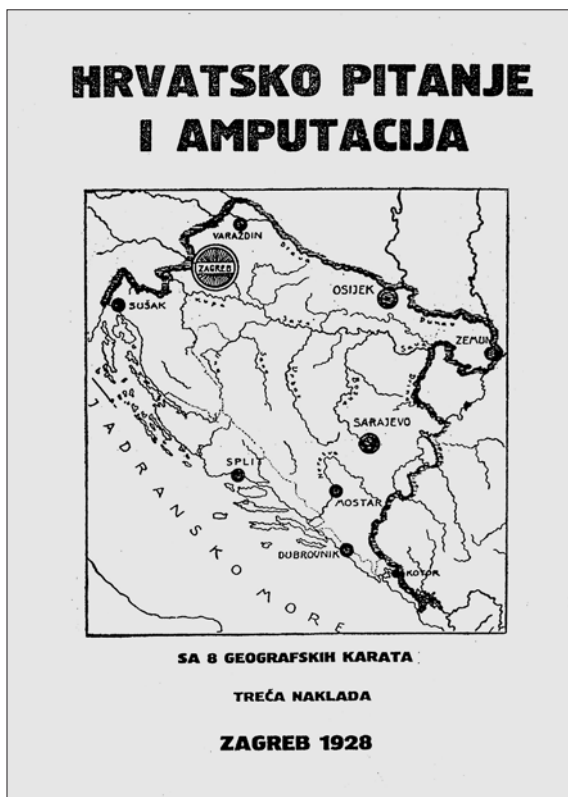 HRVATSKO PITANJE
I AMPUTACIJA
VARAŽDIN
ZAGREB
OSIJEK
SUŠAK
ZEMUN
SARAJEVO
SPLIT
MOSTAR
DUBROVNIK
KOTOR
JADRANSKO MORE
SA 8 GEOGRAFSKIH KARATA
TREĆA NAKLADA
ZAGREB 1928